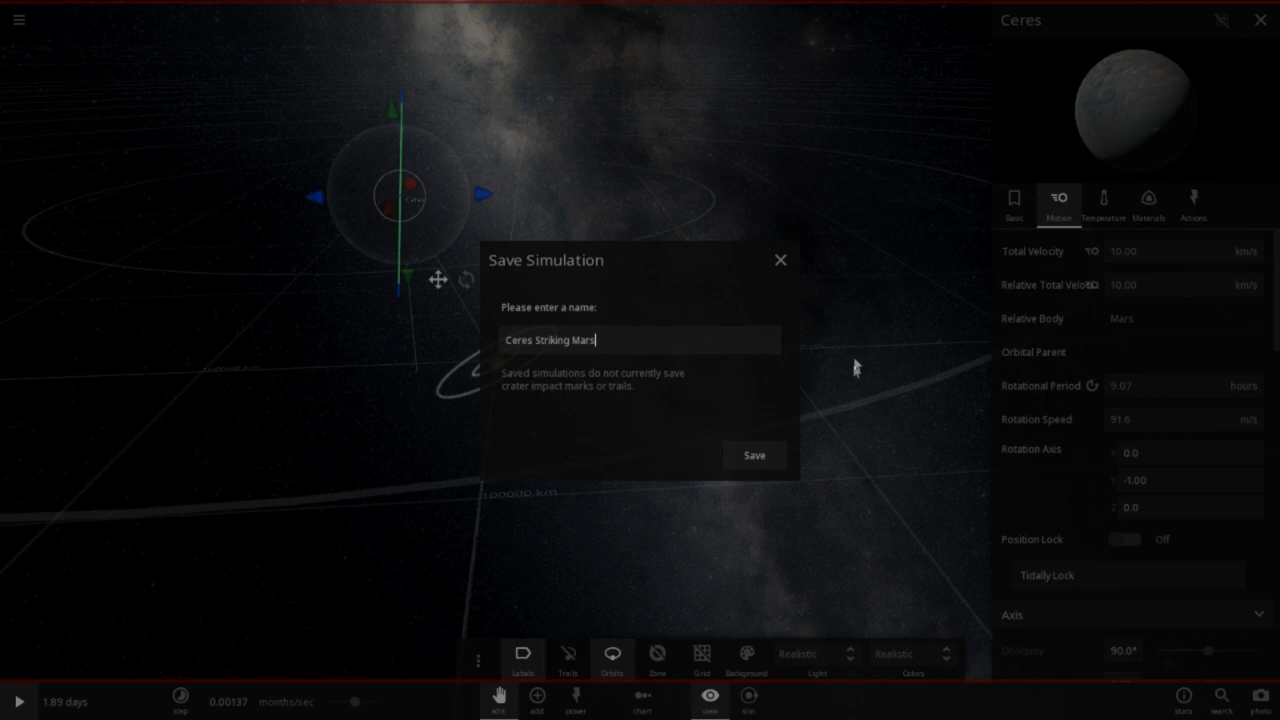 Ceres
Basic
Motion
Temperature
Materials
Actions
Total Velocity 10.00 km/s
Relative Total 10.00 km/s
Relative Body Mars
Orbital Parent
Rotational Period 9.07 hours
Rotation Speed 91.6 m/s
Rotation Axis X 0.0
Y -1.00
Z 0.0
Position Lock Off
Tidally Lock
Axis
Obliquity 90.0°
Save Simulation
Please enter a name:
Ceres Striking Mars
Saved simulations do not currently save
crater impact marks or trails.
Save
100000 km
Labels
Trails
Orbits
Zone
Grid
Background
Realistic
Light
Realistic
Colors
1.89 days
step
0.00137 months/sec
edit
add
power
chart
view
sim
stats
search
photo